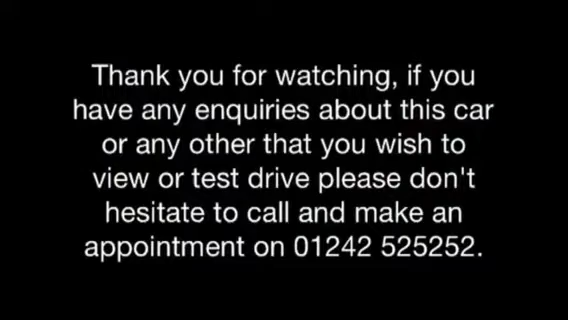 Thank you for watching, if you
have any enquiries about this car
or any other that you wish to
view or test drive please don't
hesitate to call and make an
appointment on 01242 525252.